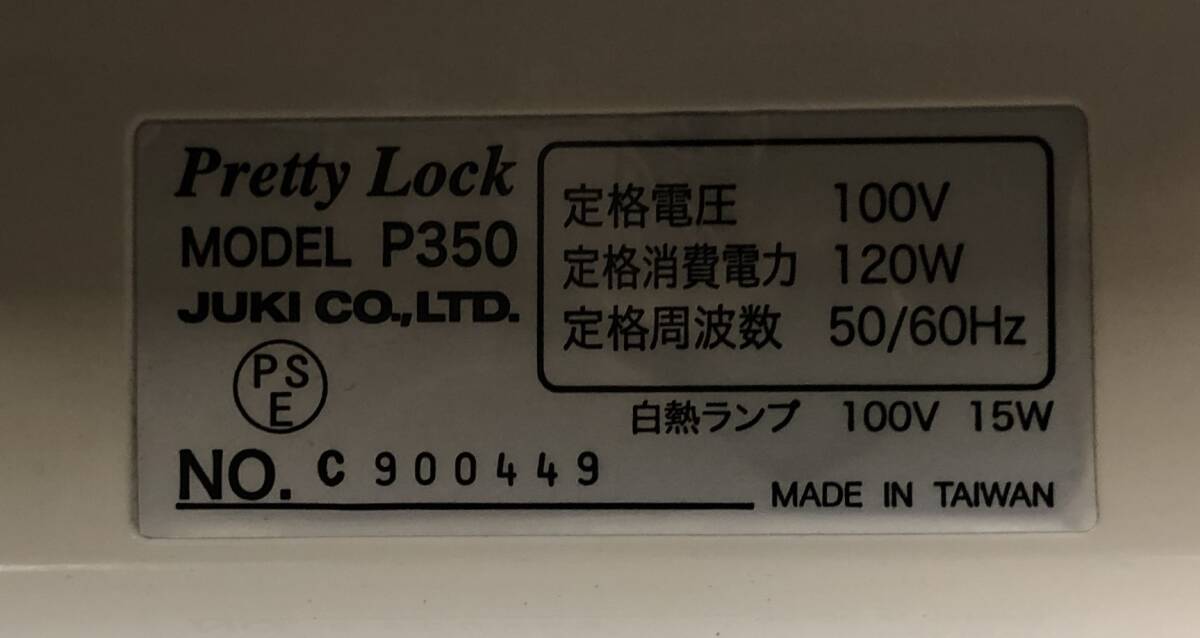 Pretty Lock
MODEL P350
JUKI CO.,LTD.
PS
E
定格電圧 100V
定格消費電力 120W
定格周波数 50/60Hz
白熱ランプ 100V 15W
NO. C 900449
MADE IN TAIWAN